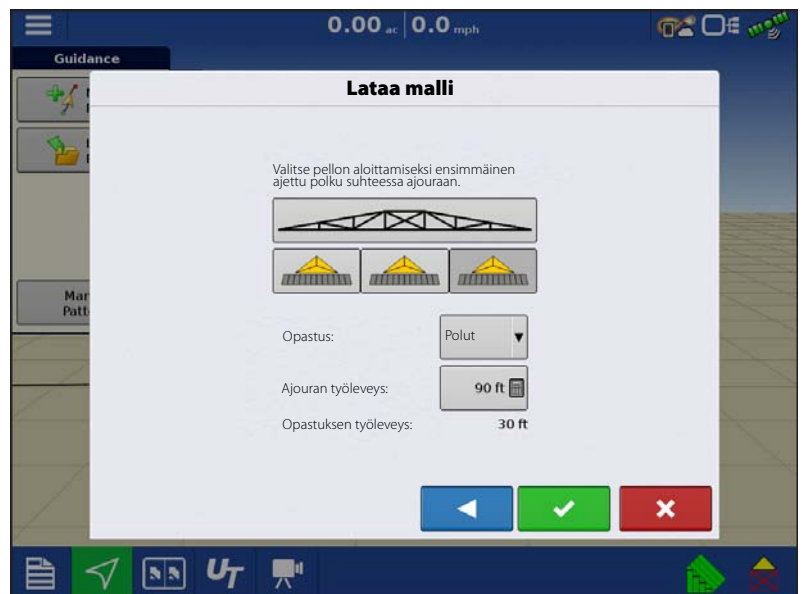 0.00 ac 0.0 mph
Guidance
Lataa malli
Valitse pellon aloittamiseksi ensimmäinen
ajettu polku suhteessa ajouraan.
Opastus: Polut
Ajouran työleveys: 90 ft
Opastuksen työleveys: 30 ft
UT